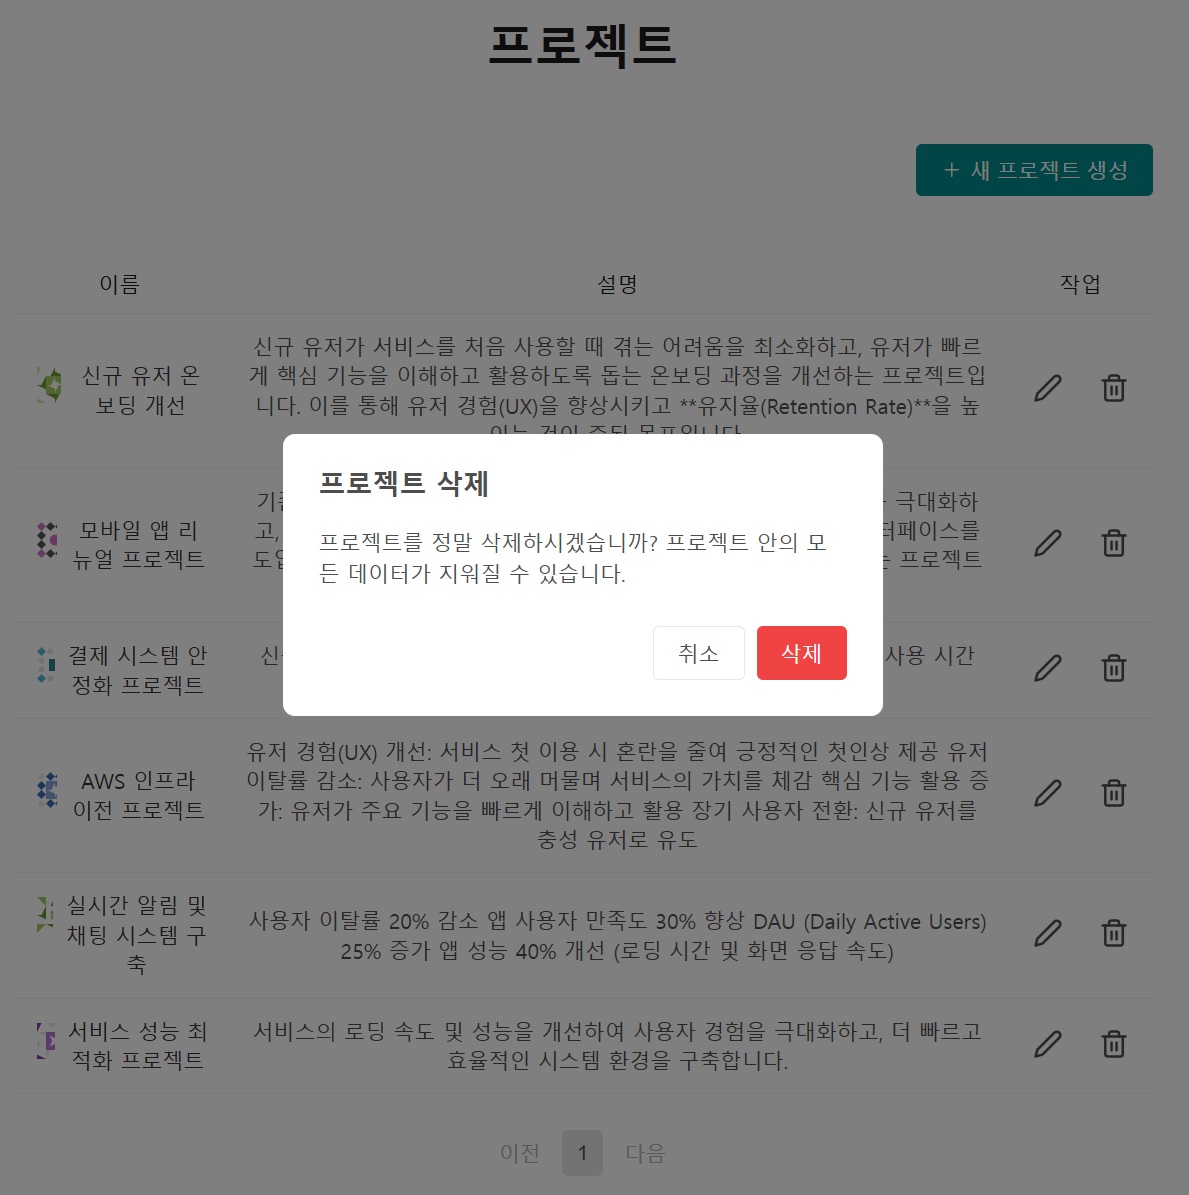 프로젝트
+ 새 프로젝트 생성
이름 설명 작업
신규 유저 온
보딩 개선
신규 유저가 서비스를 처음 사용할 때 겪는 어려움을 최소화하고, 유저가 빠르
게 핵심 기능을 이해하고 활용하도록 돕는 온보딩 과정을 개선하는 프로젝트입
니다. 이를 통해 유저 경험(UX)을 향상시키고 **유지율(Retention Rate)**을 높
프로젝트 삭제
프로젝트를 정말 삭제하시겠습니까? 프로젝트 안의 모
든 데이터가 지워질 수 있습니다.
취소 삭제
모바일 앱 리
뉴얼 프로젝트
극대화하
고,
프로젝트
결제 시스템 안
정화 프로젝트
사용 시간
AWS 인프라
이전 프로젝트
유저 경험(UX) 개선: 서비스 첫 이용 시 혼란을 줄여 긍정적인 첫인상 제공 유저
이탈률 감소: 사용자가 더 오래 머물며 서비스의 가치를 체감 핵심 기능 활용 증
가: 유저가 주요 기능을 빠르게 이해하고 활용 장기 사용자 전환: 신규 유저를
충성 유저로 유도
실시간 알림 및
채팅 시스템 구
축
사용자 이탈률 20% 감소 앱 사용자 만족도 30% 향상 DAU (Daily Active Users)
25% 증가 앱 성능 40% 개선 (로딩 시간 및 화면 응답 속도)
서비스 성능 최
적화 프로젝트
서비스의 로딩 속도 및 성능을 개선하여 사용자 경험을 극대화하고, 더 빠르고
효율적인 시스템 환경을 구축합니다.
이전 1 다음